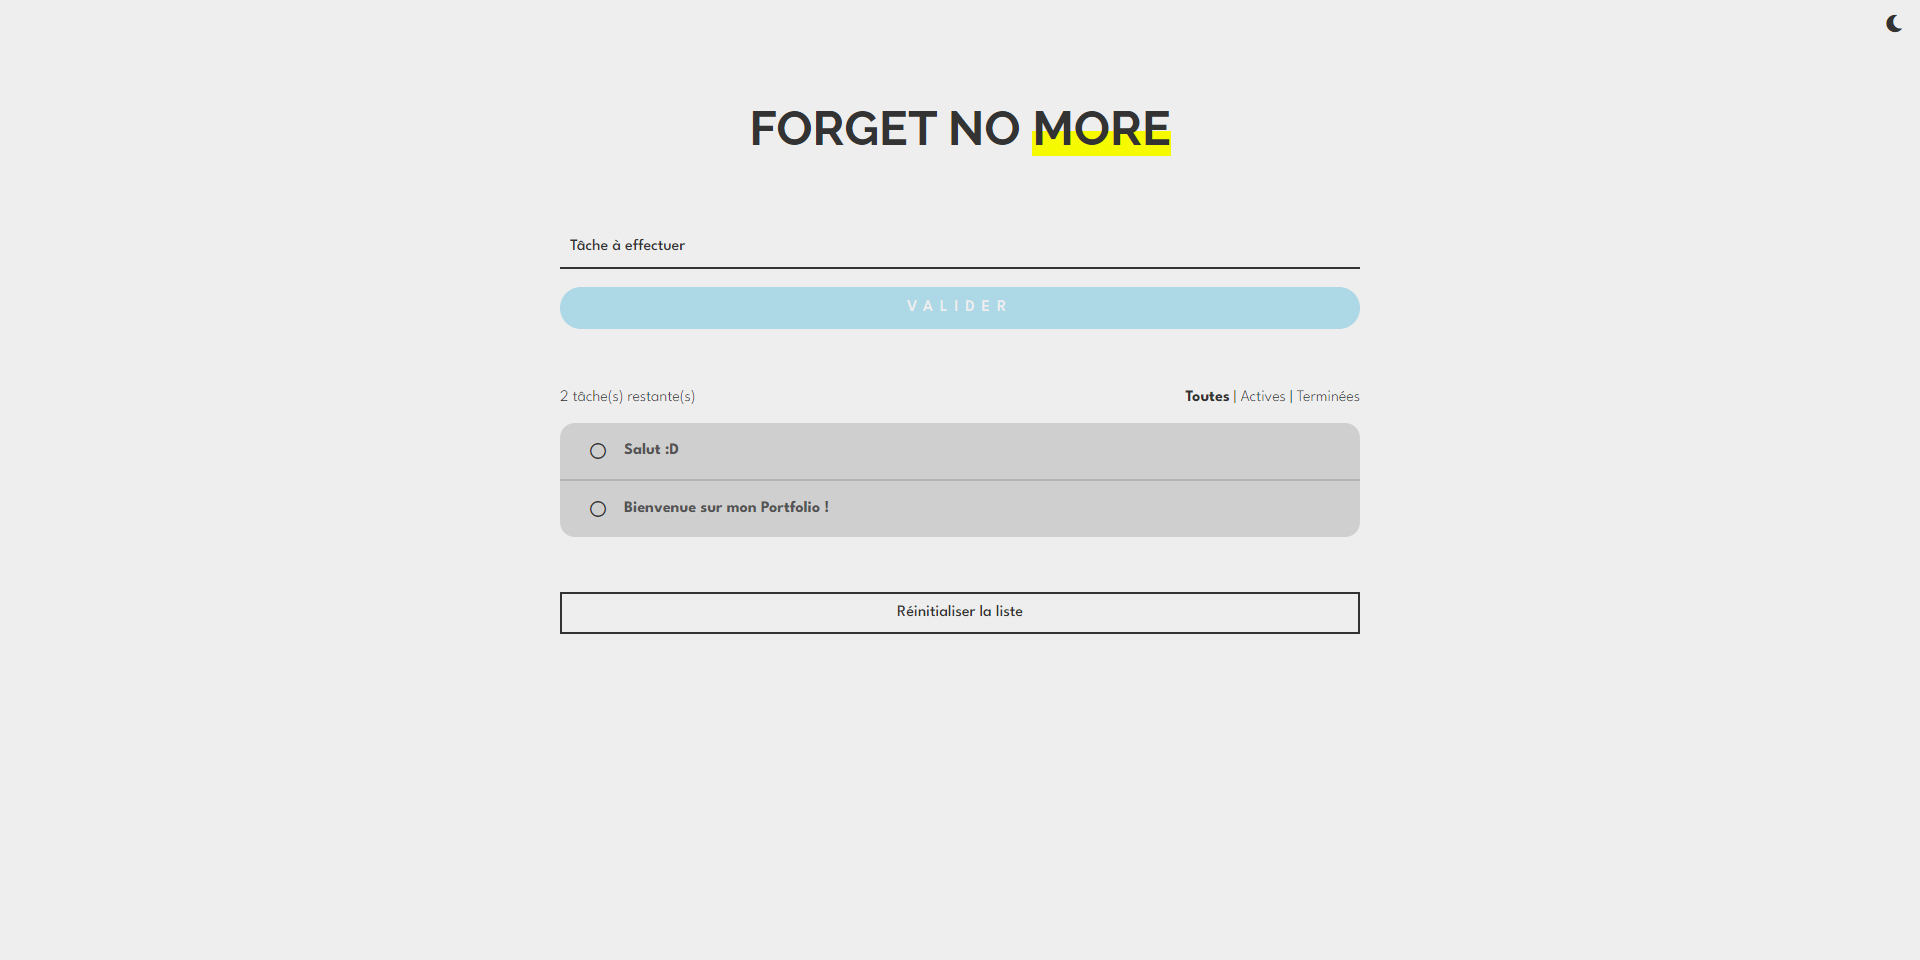 FORGET NO MORE
Tâche à effectuer
VALIDER
2 tâche(s) restante(s)
Toutes | Actives | Terminées
Salut :D
Bienvenue sur mon Portfolio !
Réinitialiser la liste